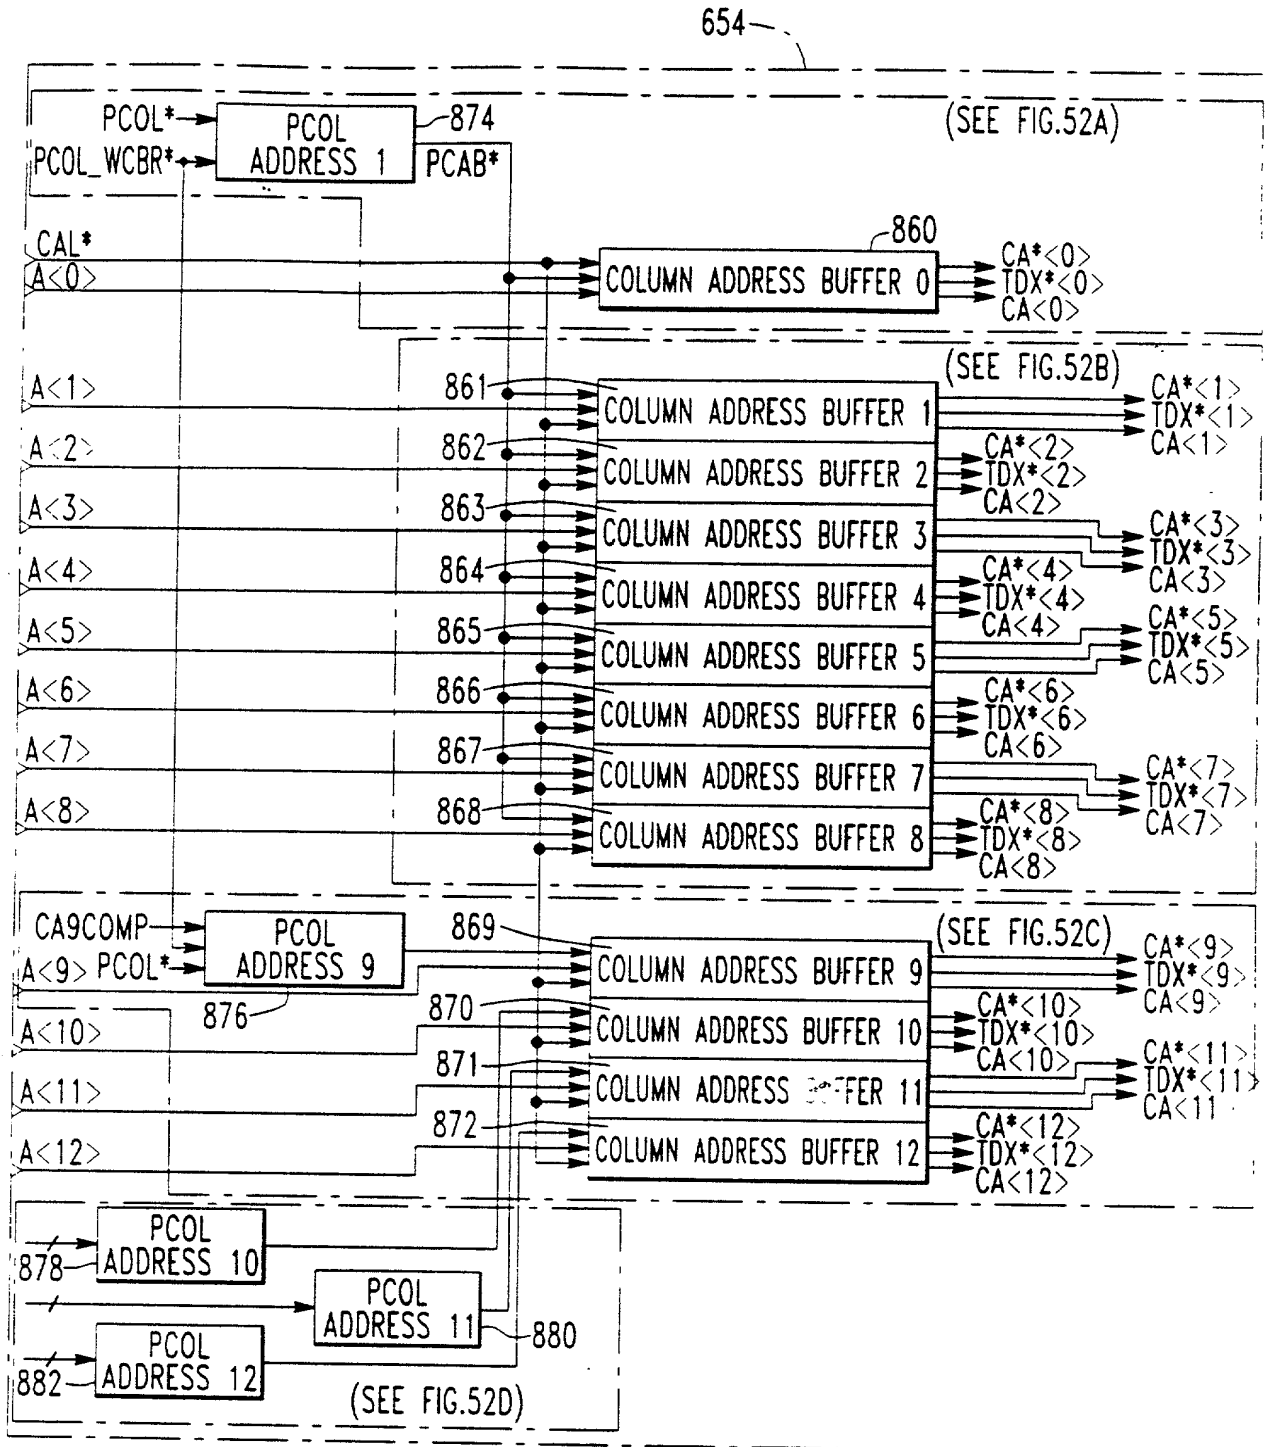 654
(SEE FIG.52A)
PCOL*
PCOL_WCBR*
PCOL
ADDRESS 1
874
PCAB*
CAL*
A<0>
860
COLUMN ADDRESS BUFFER 0
CA*<0>
TDX*<0>
CA<0>
(SEE FIG.52B)
A<1>
861
COLUMN ADDRESS BUFFER 1
CA*<1>
TDX*<1>
CA<1>
A<2>
862
COLUMN ADDRESS BUFFER 2
CA*<2>
TDX*<2>
CA<2>
A<3>
863
COLUMN ADDRESS BUFFER 3
CA*<3>
TDX*<3>
CA<3>
A<4>
864
COLUMN ADDRESS BUFFER 4
CA*<4>
TDX*<4>
CA<4>
A<5>
865
COLUMN ADDRESS BUFFER 5
CA*<5>
TDX*<5>
CA<5>
A<6>
866
COLUMN ADDRESS BUFFER 6
CA*<6>
TDX*<6>
CA<6>
A<7>
867
COLUMN ADDRESS BUFFER 7
CA*<7>
TDX*<7>
CA<7>
A<8>
868
COLUMN ADDRESS BUFFER 8
CA*<8>
TDX*<8>
CA<8>
(SEE FIG.52C)
CA9COMP
PCOL*
PCOL
ADDRESS 9
876
A<9>
869
COLUMN ADDRESS BUFFER 9
CA*<9>
TDX*<9>
CA<9>
A<10>
870
COLUMN ADDRESS BUFFER 10
CA*<10>
TDX*<10>
CA<10>
A<11>
871
COLUMN ADDRESS 11
CA*<11>
TDX*<11>
CA<11
A<12>
872
COLUMN ADDRESS BUFFER 12
CA*<12>
TDX*<12>
CA<12>
PCOL
ADDRESS 10
878
PCOL
ADDRESS 11
880
PCOL
ADDRESS 12
882
(SEE FIG.52D)